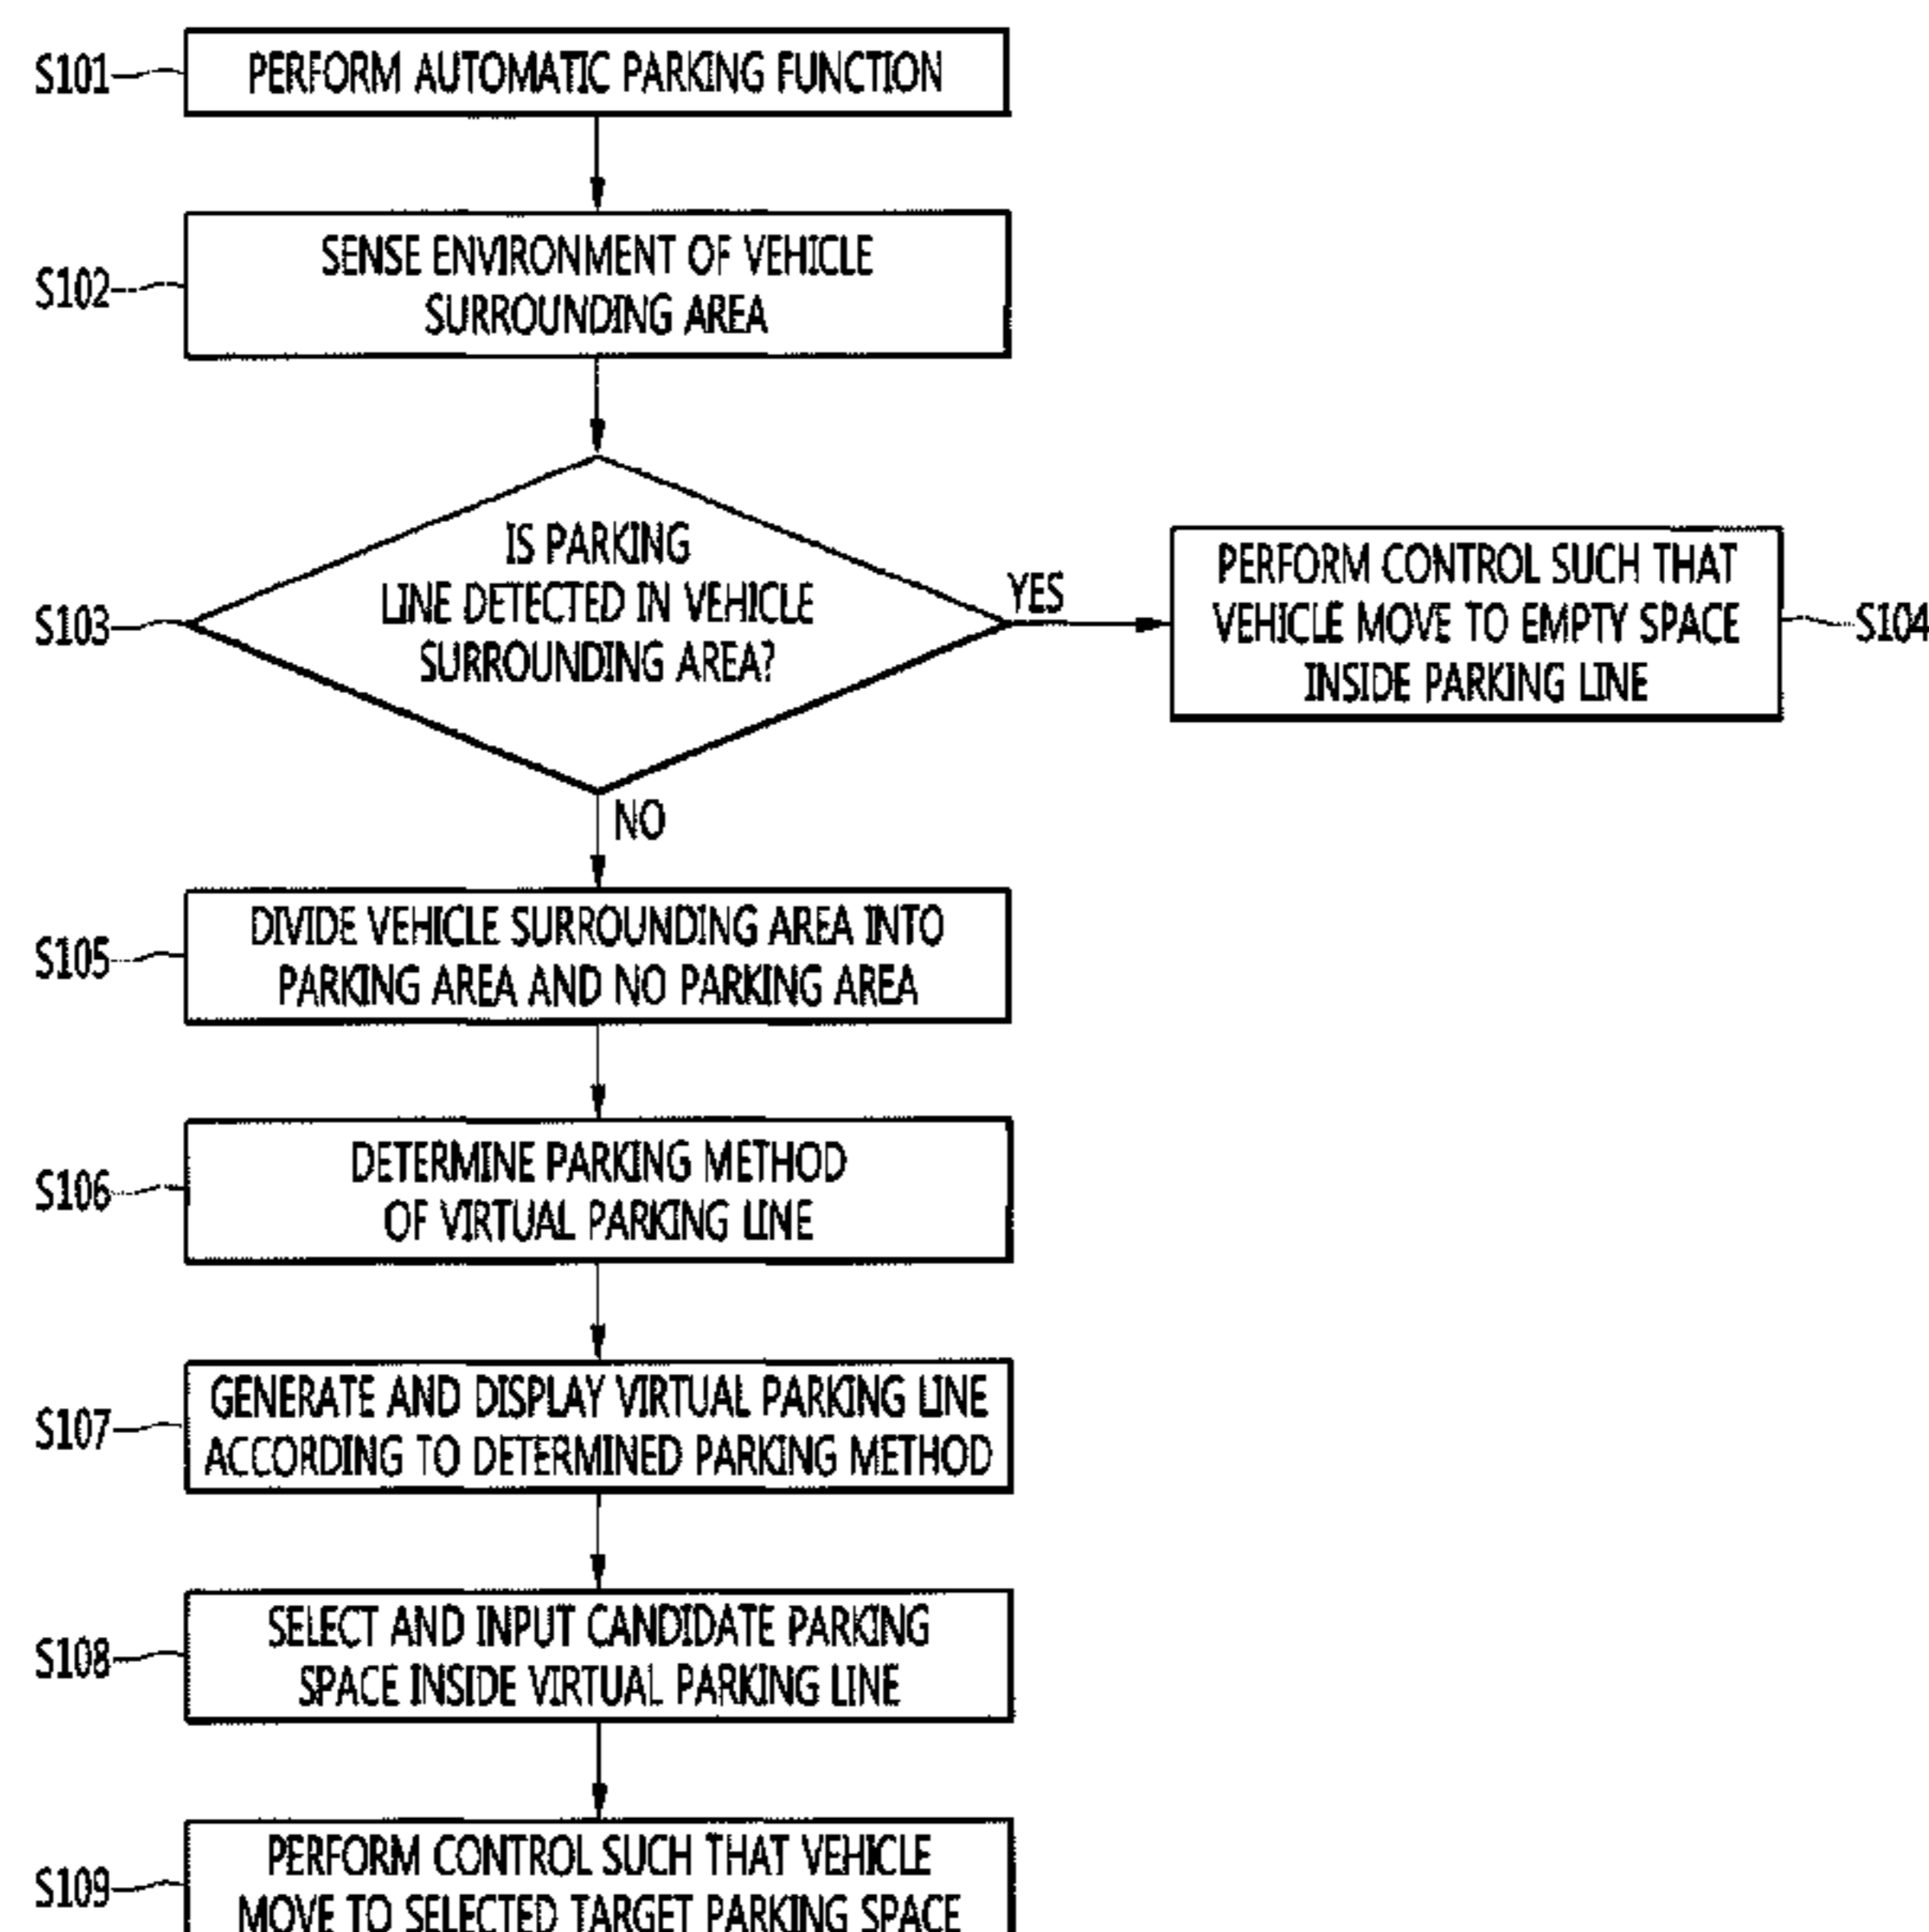 S101
PERFORM AUTOMATIC PARKING FUNCTION
S102
SENSE ENVIRONMENT OF VEHICLE
SURROUNDING AREA
S103
IS PARKING
LINE DETECTED IN VEHICLE
SURROUNDING AREA?
YES
PERFORM CONTROL SUCH THAT
VEHICLE MOVE TO EMPTY SPACE
INSIDE PARKING LINE
S104
NO
S105
DIVIDE VEHICLE SURROUNDING AREA INTO
PARKING AREA AND NO PARKING AREA
S106
DETERMINE PARKING METHOD
OF VIRTUAL PARKING LINE
S107
GENERATE AND DISPLAY VIRTUAL PARKING LINE
ACCORDING TO DETERMINED PARKING METHOD
S108
SELECT AND INPUT CANDIDATE PARKING
SPACE INSIDE VIRTUAL PARKING LINE
S109
PERFORM CONTROL SUCH THAT VEHICLE
MOVE TO SELECTED TARGET PARKING SPACE